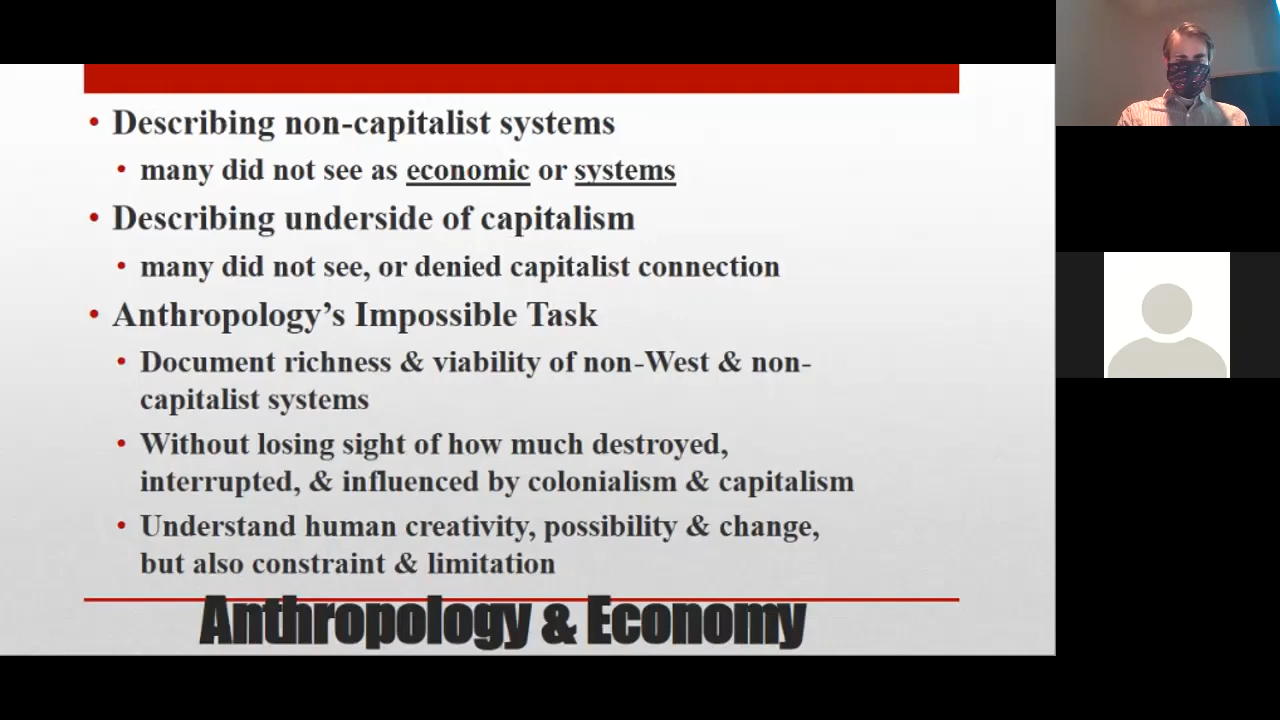 • Describing non-capitalist systems
• many did not see as economic or systems
• Describing underside of capitalism
• many did not see, or denied capitalist connection
• Anthropology’s Impossible Task
• Document richness & viability of non-West & non-
capitalist systems
• Without losing sight of how much destroyed,
interrupted, & influenced by colonialism & capitalism
• Understand human creativity, possibility & change,
but also constraint & limitation
Anthropology & Economy